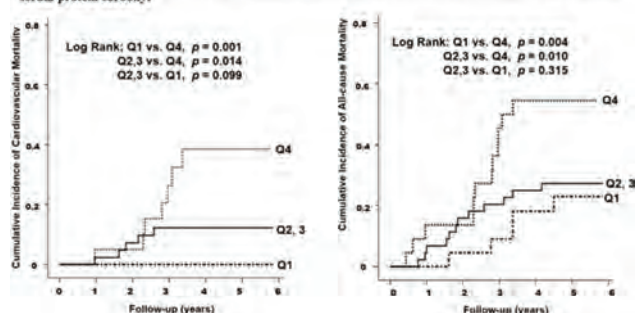 Log Rank: Q1 vs. Q4, p = 0.001
Q2,3 vs. Q4, p = 0.014
Q2,3 vs. Q1, p = 0.099
Cumulative Incidence of Cardiovascular Mortality
0.8
0.6
0.4
0.2
0
Q4
Q2, 3
Q1
0 1 2 3 4 5 6
Follow-up (years)
Log Rank: Q1 vs. Q4, p = 0.004
Q2,3 vs. Q4, p = 0.010
Q2,3 vs. Q1, p = 0.315
Cumulative Incidence of All-cause Mortality
0.8
0.6
0.4
0.2
0
Q4
Q2, 3
Q1
0 1 2 3 4 5 6
Follow-up (years)